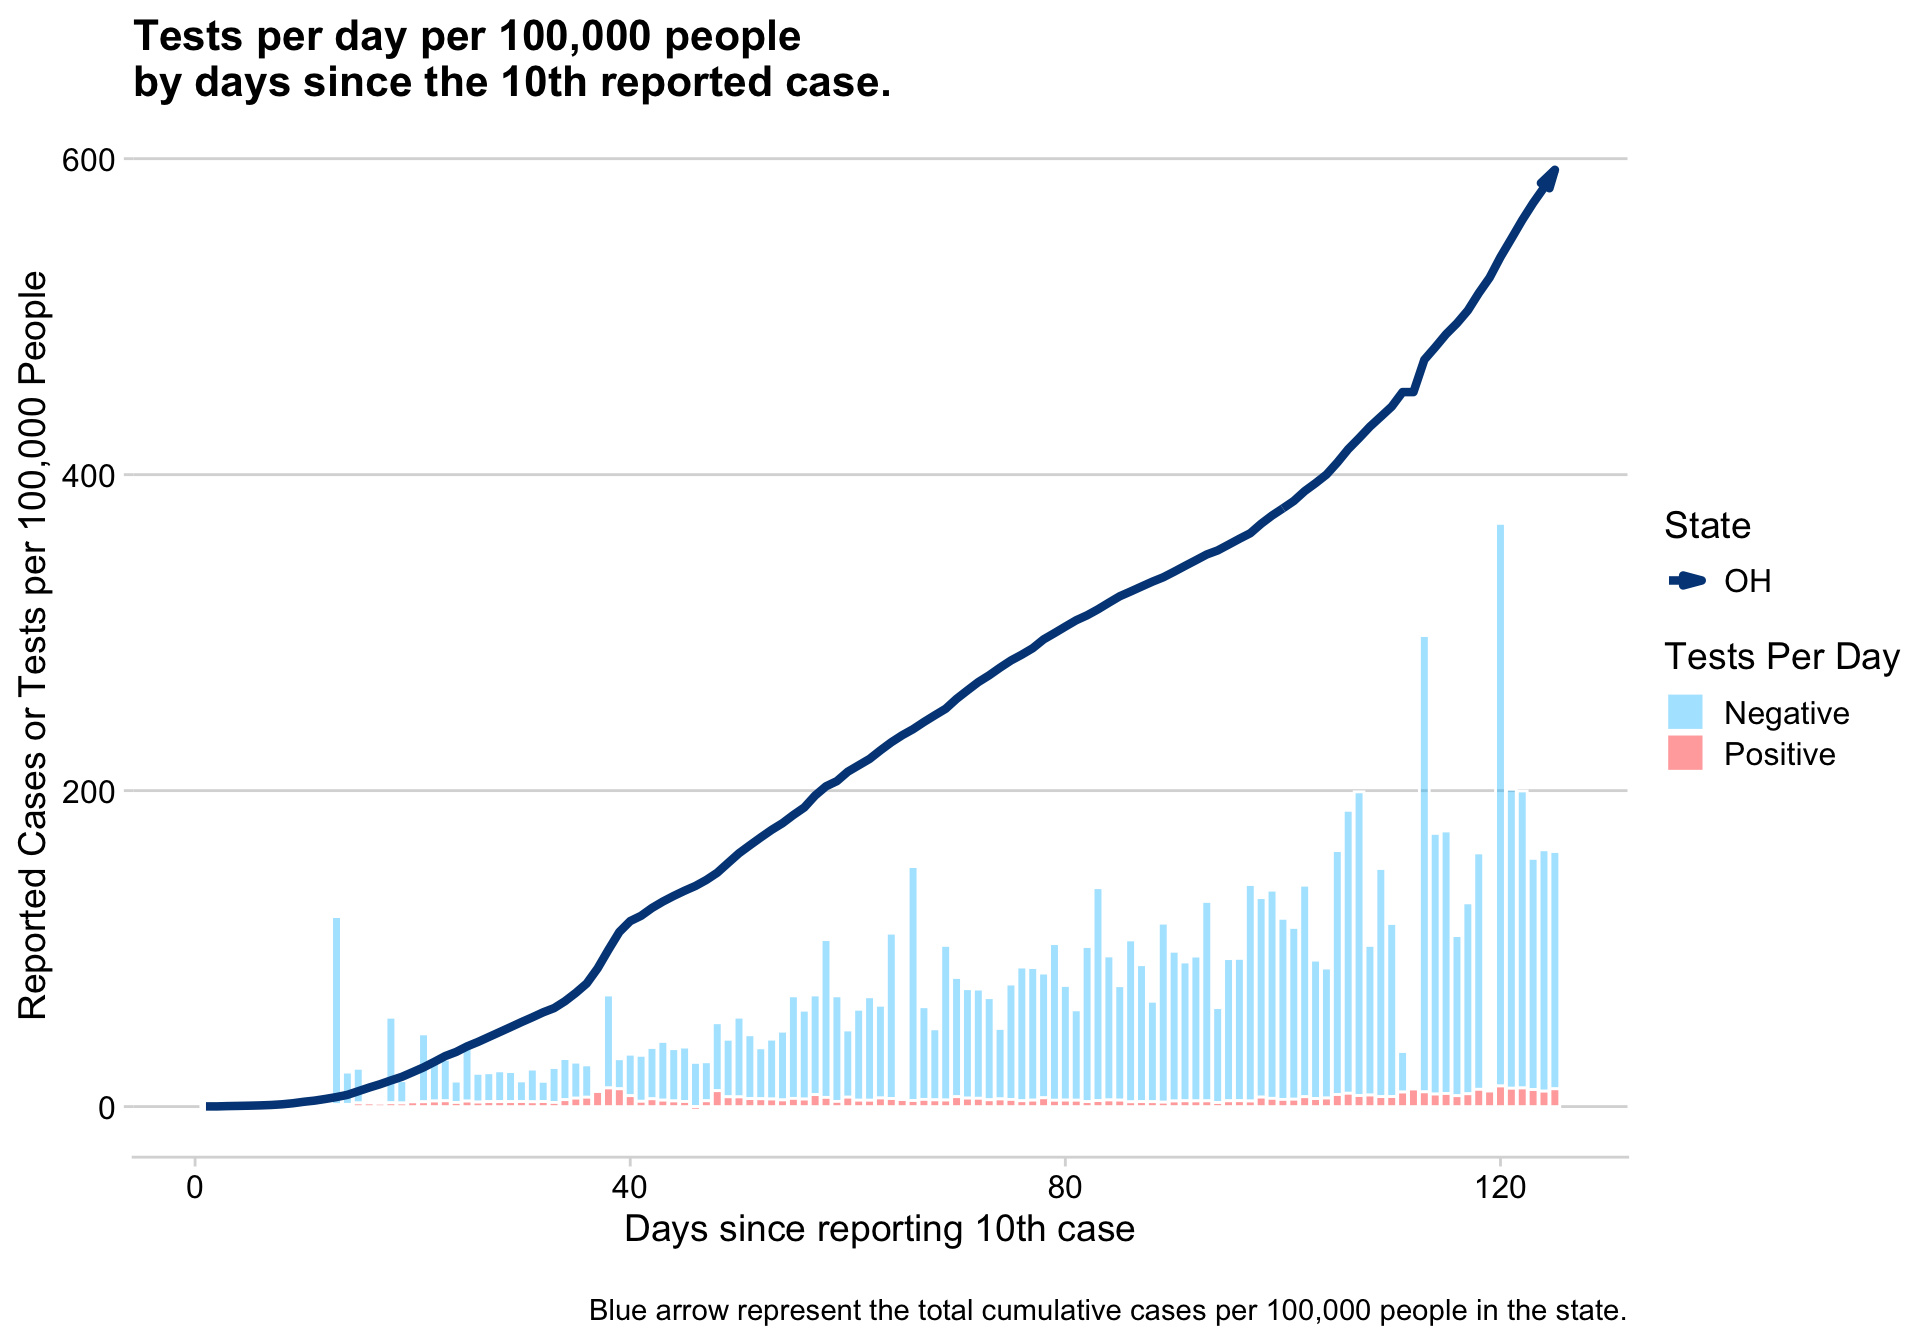 Tests per day per 100,000 people
by days since the 10th reported case.
Reported Cases or Tests per 100,000 People
600
400
200
0
0
40
80
120
Days since reporting 10th case
State
OH
Tests Per Day
Negative
Positive
Blue arrow represent the total cumulative cases per 100,000 people in the state.